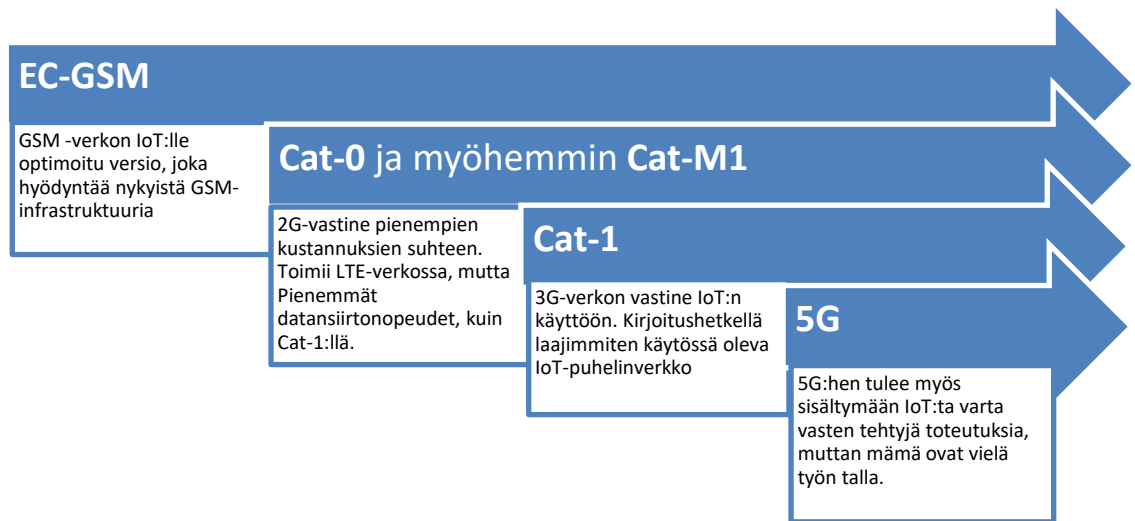 EC-GSM
GSM -verkon IoT:lle
optimoitu versio, joka
hyödyntää nykyistä GSM-
infrastruktuuria
Cat-0 ja myöhemmin Cat-M1
2G-vastine pienempien
kustannuksien suhteen.
Toimii LTE-verkossa, mutta
Pienemmät
datansiirtonopeudet, kuin
Cat-1:llä.
Cat-1
3G-verkon vastine IoT:n
käyttöön. Kirjoitushetkellä
laajimmiten käytössä oleva
IoT-puhelinverkko
5G
5G:hen tulee myös
sisältymään IoT:ta varta
vasten tehtyjä toteutuksia,
muttan mämä ovat vielä
työn talla.